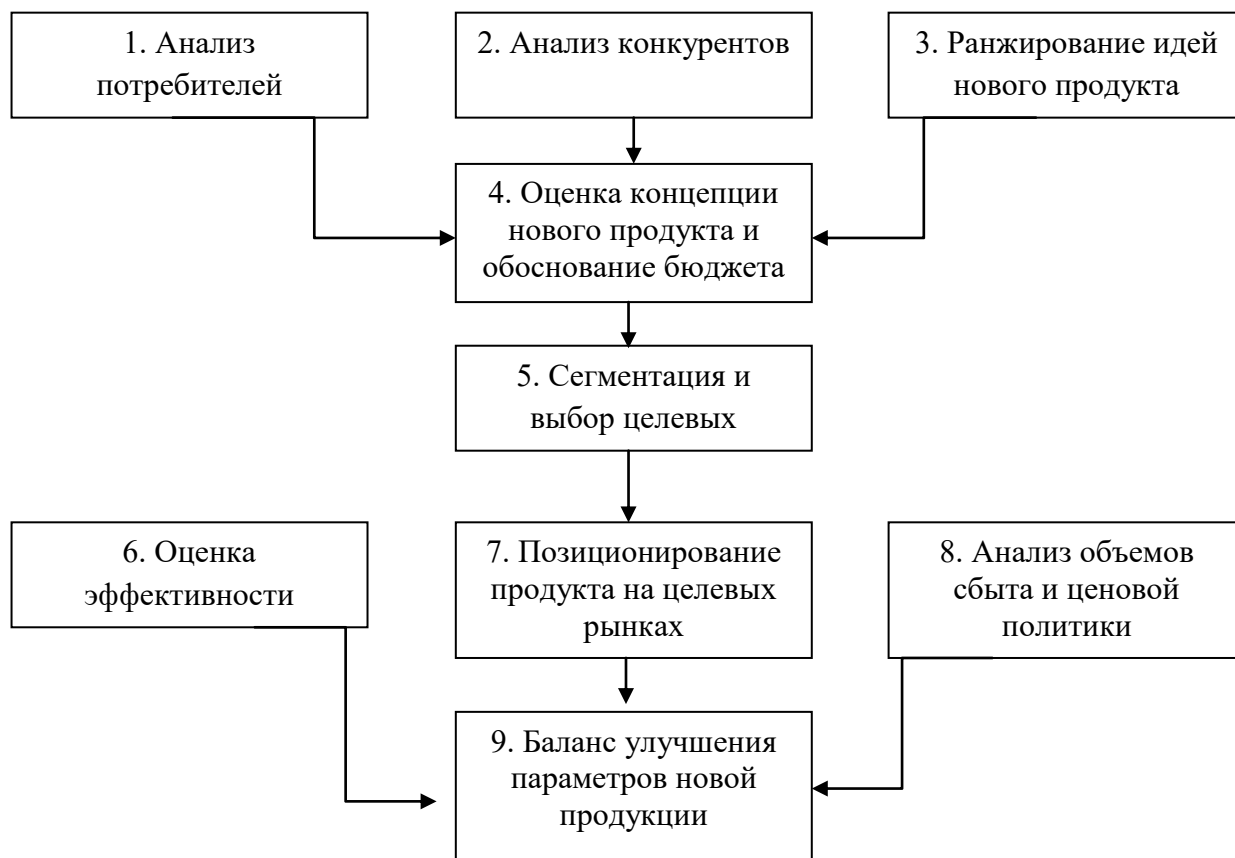 1. Анализ
потребителей
2. Анализ конкурентов
3. Ранжирование идей
нового продукта
4. Оценка концепции
нового продукта и
обоснование бюджета
5. Сегментация и
выбор целевых
6. Оценка
эффективности
7. Позиционирование
продукта на целевых
рынках
8. Анализ объемов
сбыта и ценовой
политики
9. Баланс улучшения
параметров новой
продукции